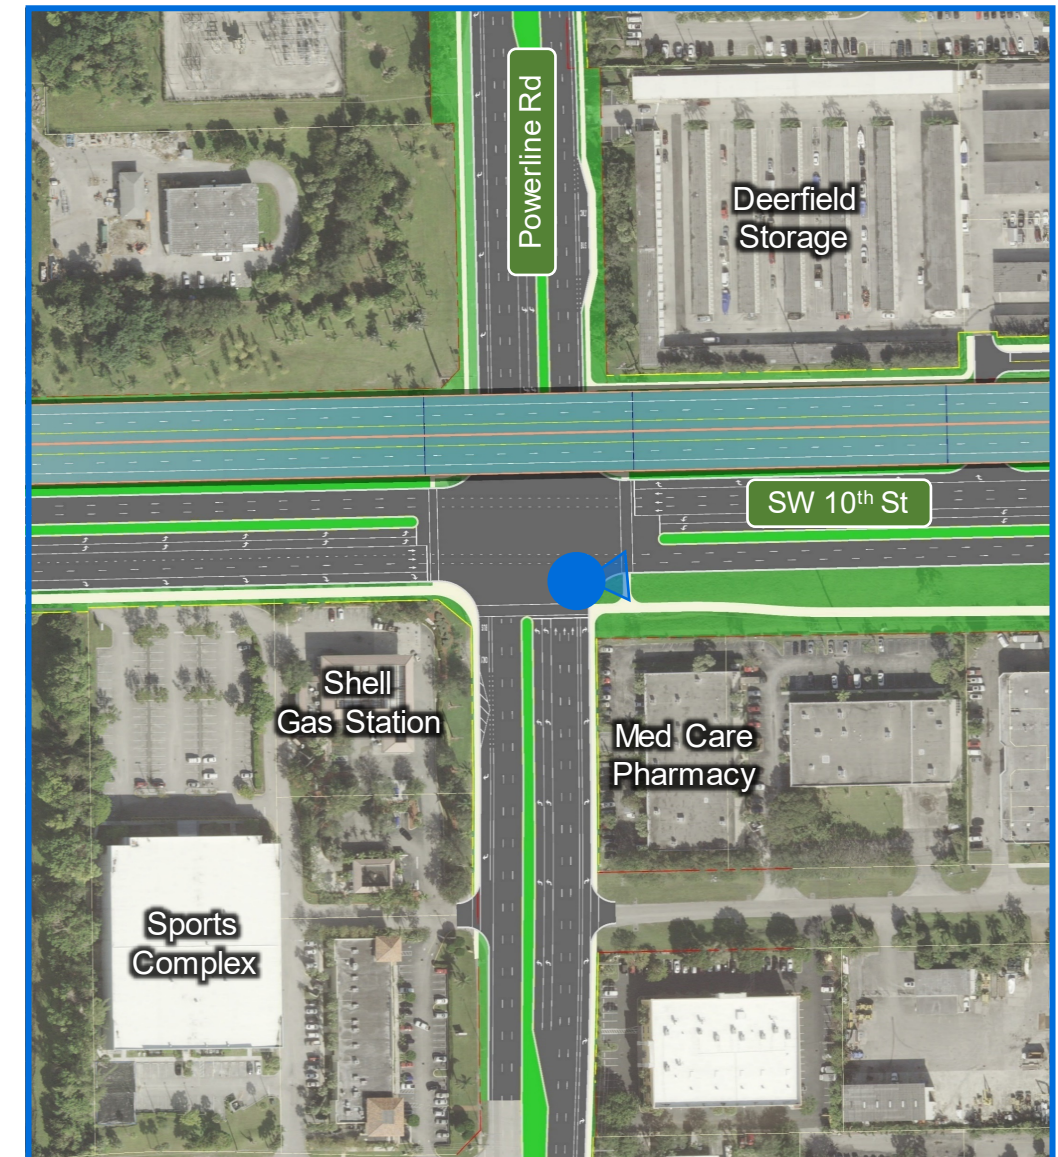 Powerline Rd
Deerfield
Storage
SW 10th St
Shell
Gas Station
Med Care
Pharmacy
Sports
Complex